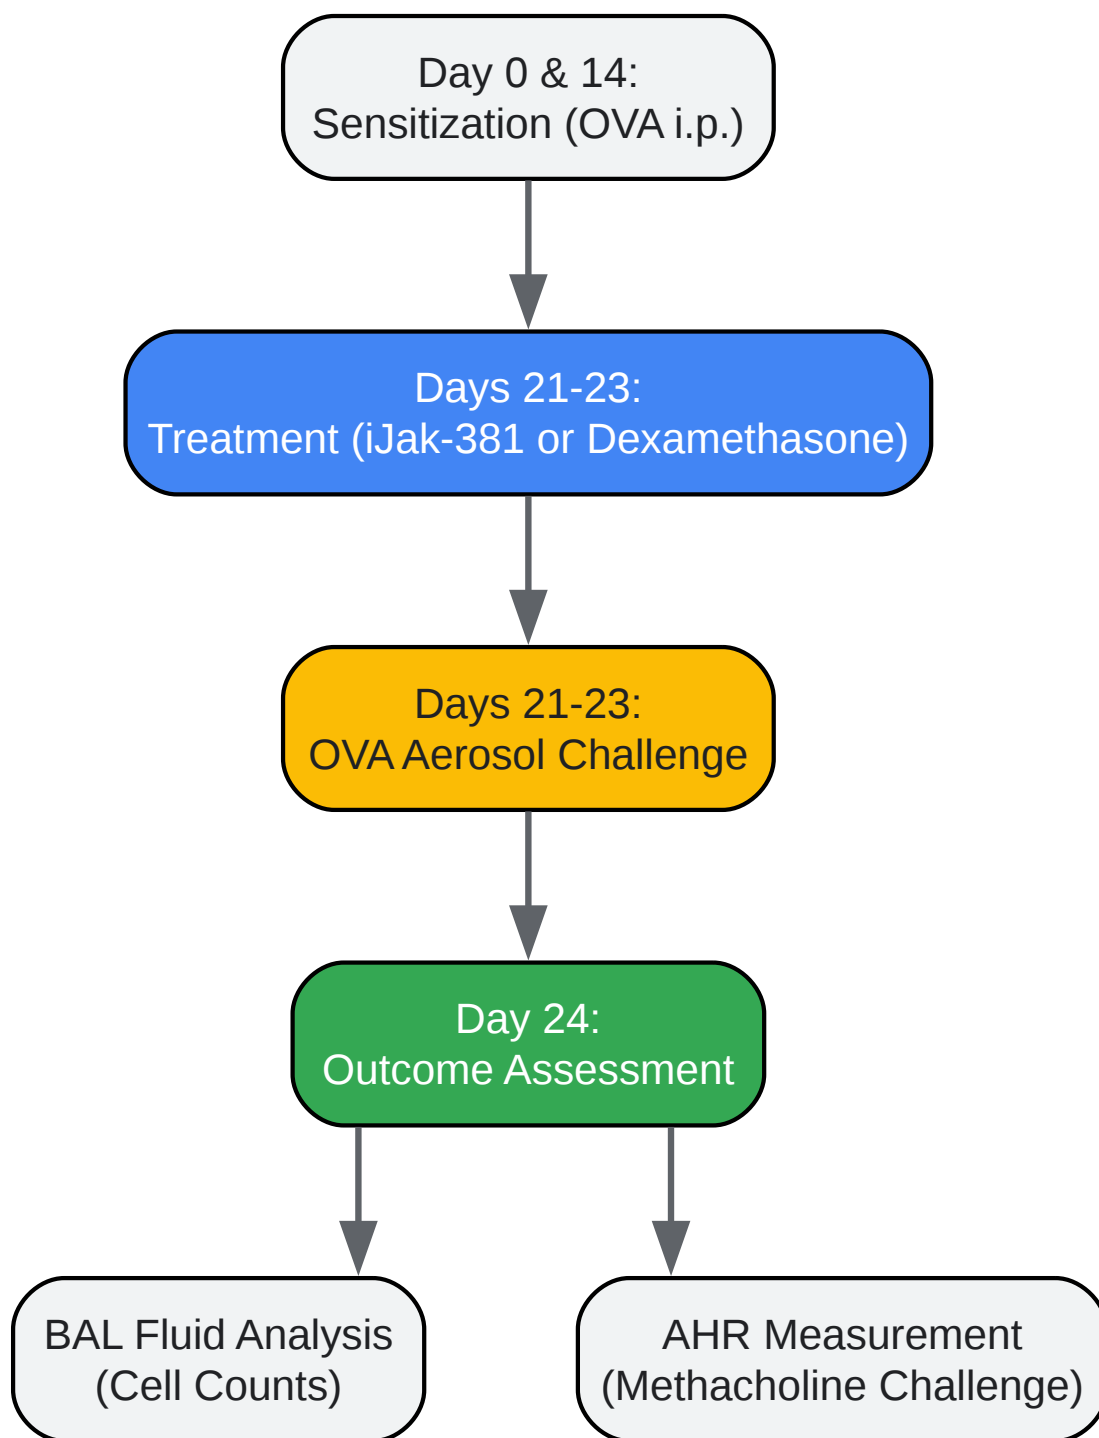 Day 0 & 14:
Sensitization (OVA i.p.)
Days 21-23:
Treatment (iJak-381 or Dexamethasone)
Days 21-23:
OVA Aerosol Challenge
Day 24:
Outcome Assessment
BAL Fluid Analysis
(Cell Counts)
AHR Measurement
(Methacholine Challenge)